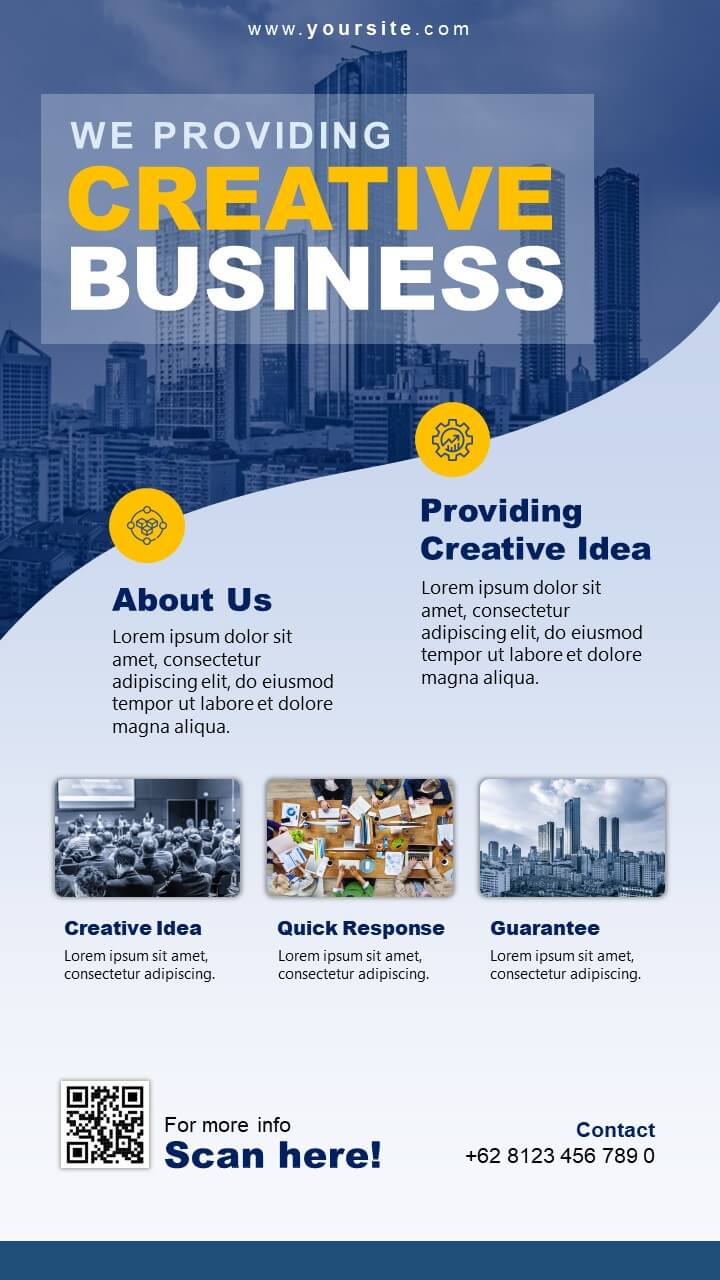 www.yoursite.com
WE PROVIDING
CREATIVE
BUSINESS
Providing
Creative Idea
Lorem ipsum dolor sit
amet, consectetur
adipiscing elit, do eiusmod
tempor ut labore et dolore
magna aliqua.
About Us
Lorem ipsum dolor sit
amet, consectetur
adipiscing elit, do eiusmod
tempor ut labore et dolore
magna aliqua.
Creative Idea
Lorem ipsum sit amet,
consectetur adipiscing.
Quick Response
Lorem ipsum sit amet,
consectetur adipiscing.
Guarantee
Lorem ipsum sit amet,
consectetur adipiscing.
For more info
Scan here!
Contact
+62 8123 456 789 0